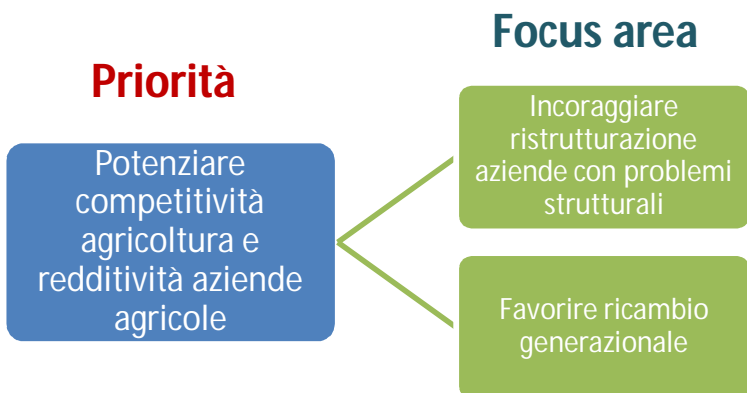 Focus area
Priorità
Incoraggiare
ristrutturazione
aziende con problemi
strutturali
Potenziare
competitività
agricoltura e
redditività aziende
agricole
Favorire ricambio
generazionale